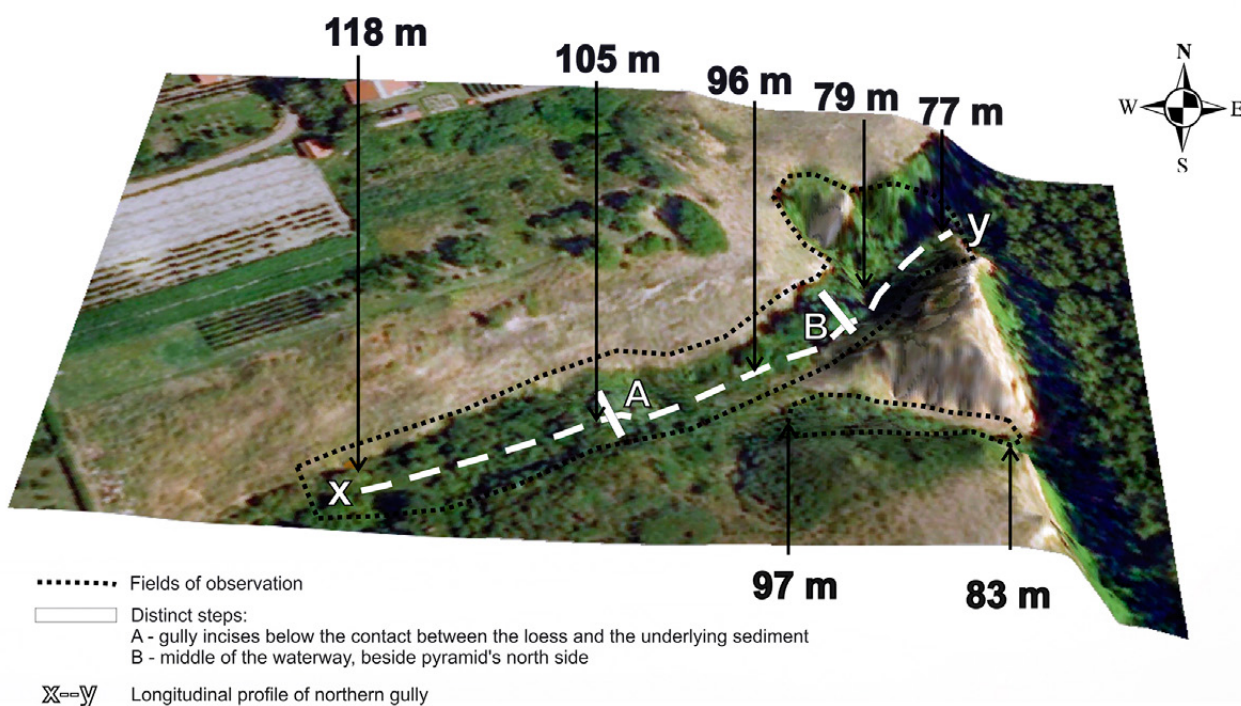 118 m
105 m
96 m
79 m
77 m
N
W E
S
y
B
A
x
97 m
83 m
Fields of observation
Distinct steps:
A - gully incises below the contact between the loess and the underlying sediment
B - middle of the waterway, beside pyramid's north side
x--y Longitudinal profile of northern gully